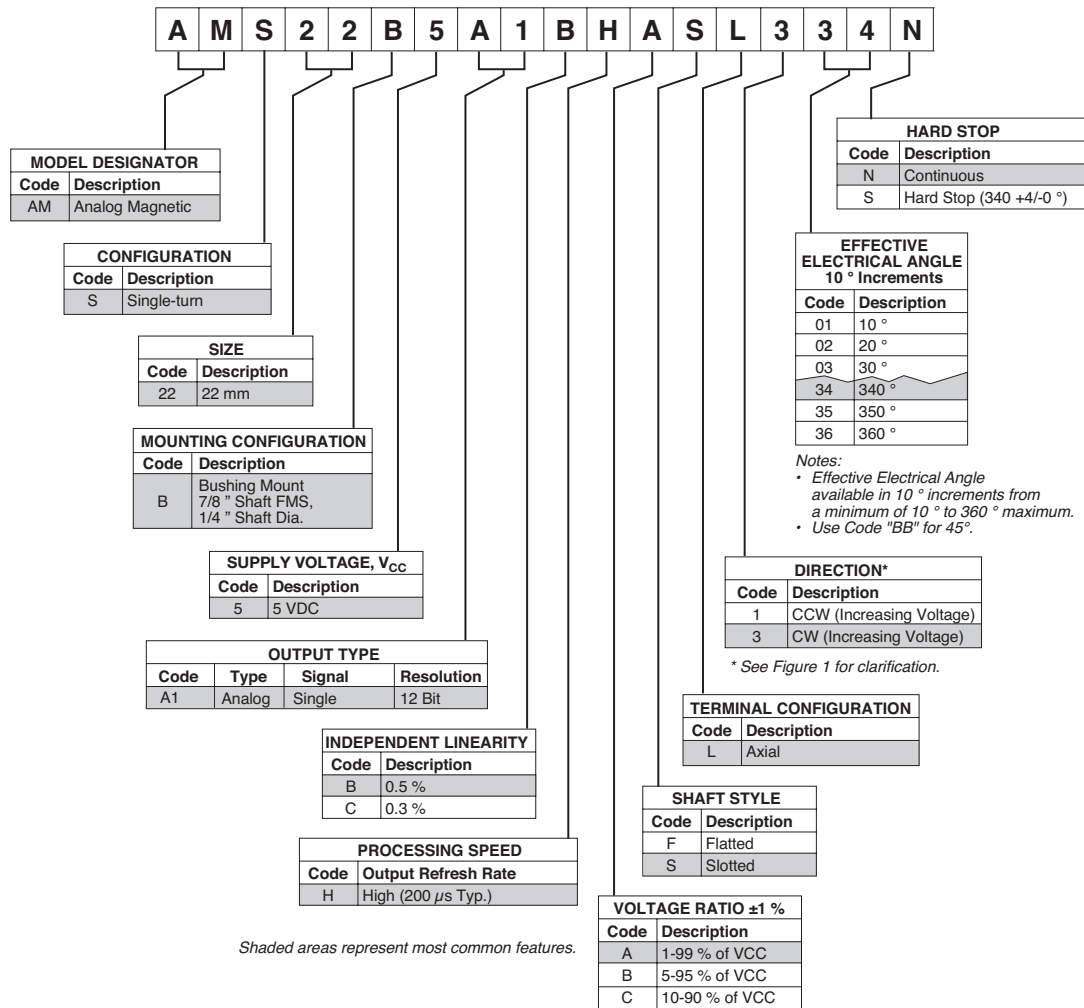 A M S 2 2 B 5 A 1 B H A S L 3 3 4 N
HARD STOP
Code Description
N Continuous
S Hard Stop (340 +4/-0 °)
MODEL DESIGNATOR
Code Description
AM Analog Magnetic
CONFIGURATION
Code Description
S Single-turn
EFFECTIVE
ELECTRICAL ANGLE
10 ° Increments
Code Description
01 10 °
02 20 °
03 30 °
34 340 °
35 350 °
36 360 °
Notes:
• Effective Electrical Angle
available in 10 ° increments from
a minimum of 10 ° to 360 ° maximum.
• Use Code "BB" for 45°.
SIZE
Code Description
22 22 mm
MOUNTING CONFIGURATION
Code Description
B Bushing Mount
7/8 " Shaft FMS,
1/4 " Shaft Dia.
SUPPLY VOLTAGE, VCC
Code Description
5 5 VDC
DIRECTION*
Code Description
1 CCW (Increasing Voltage)
3 CW (Increasing Voltage)
* See Figure 1 for clarification.
OUTPUT TYPE
Code Type Signal Resolution
A1 Analog Single 12 Bit
TERMINAL CONFIGURATION
Code Description
L Axial
INDEPENDENT LINEARITY
Code Description
B 0.5 %
C 0.3 %
SHAFT STYLE
Code Description
F Flatted
S Slotted
PROCESSING SPEED
Code Output Refresh Rate
H High (200 µs Typ.)
VOLTAGE RATIO ±1 %
Code Description
A 1-99 % of VCC
B 5-95 % of VCC
C 10-90 % of VCC
Shaded areas represent most common features.